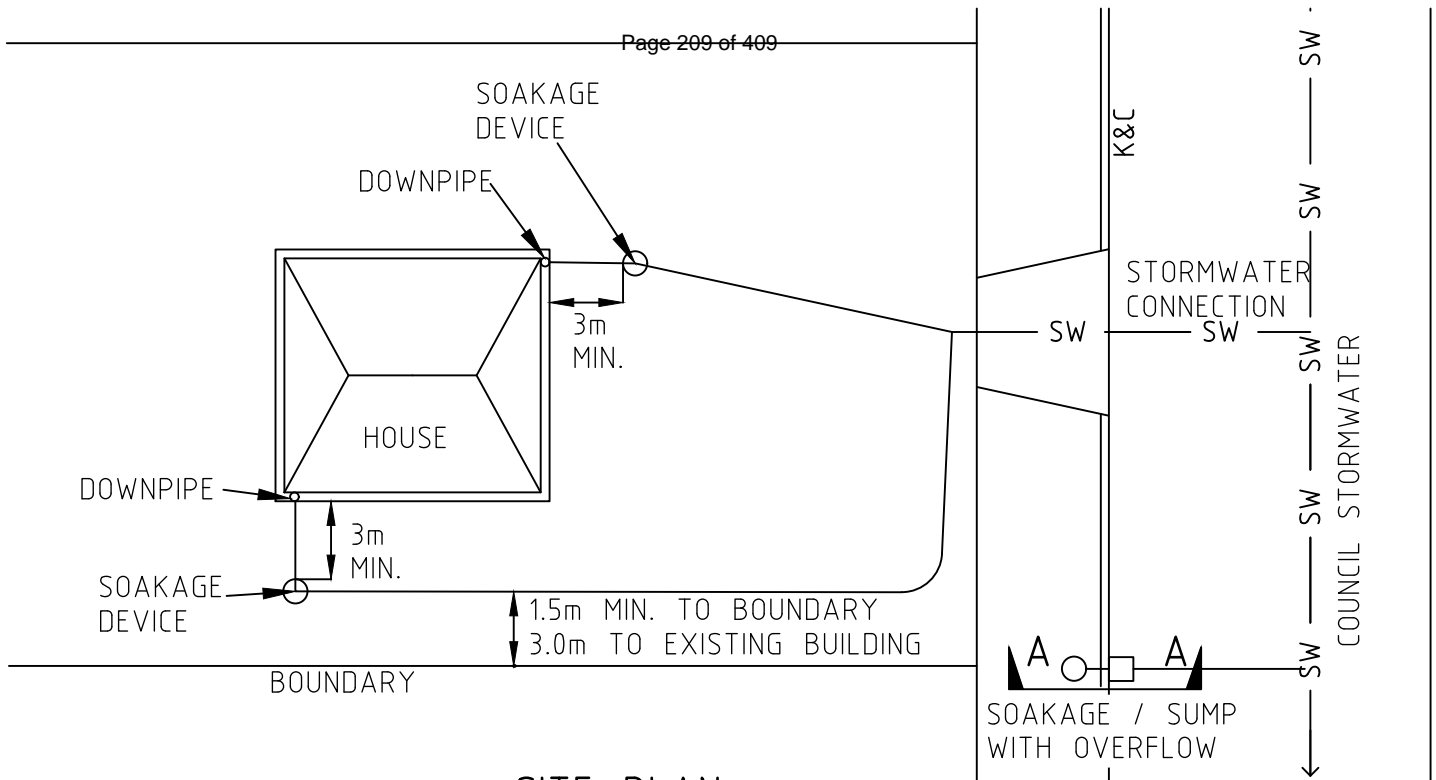 Page 209 of 409
SOAKAGE
DEVICE
DOWNPIPE
K&C
SW
SW
STORMWATER
CONNECTION
3m
MIN.
SW
SW
SW
COUNCIL STORMWATER
HOUSE
DOWNPIPE
SW
3m
MIN.
SOAKAGE
DEVICE
1.5m MIN. TO BOUNDARY
3.0m TO EXISTING BUILDING
BOUNDARY
A
A
SW
SOAKAGE / SUMP
WITH OVERFLOW
SITE PLAN